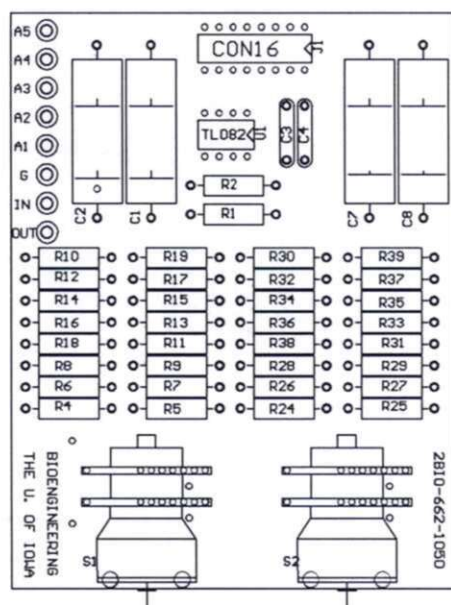 A5
A4
A3
A2
A1
G
IN
OUT
CON16
J1
TL082
U1
C3
C4
C2
C1
C7
C8
R2
R1
R10 R19 R30 R39
R12 R17 R32 R37
R14 R15 R34 R35
R16 R13 R36 R33
R18 R11 R38 R31
R8 R9 R28 R29
R6 R7 R26 R27
R4 R5 R24 R25
BIOENGINEERING
THE U. OF IOWA
S1
S2
2BIO-662-1050